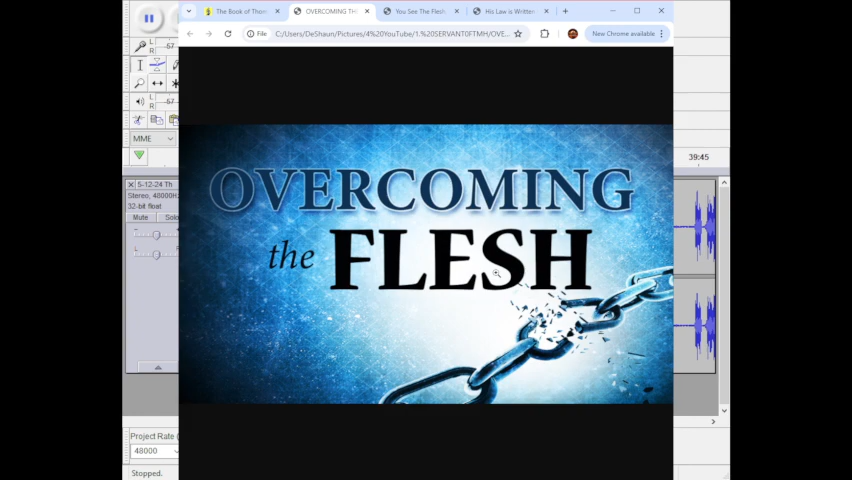 The Book of Thom
OVERCOMING TH
You See The Flesh
His Law is Written
File
C:/Users/DeShaun/Pictures/4%20YouTube/1.%20SERVANT0FTMH/OVE...
New Chrome available
L
R
-57
L
R
-57
MME
39:45
5-12-24 Th
Stereo, 48000Hz
32-bit float
Mute
Solo
L
R
OVERCOMING
the FLESH
Project Rate (
48000
Stopped.